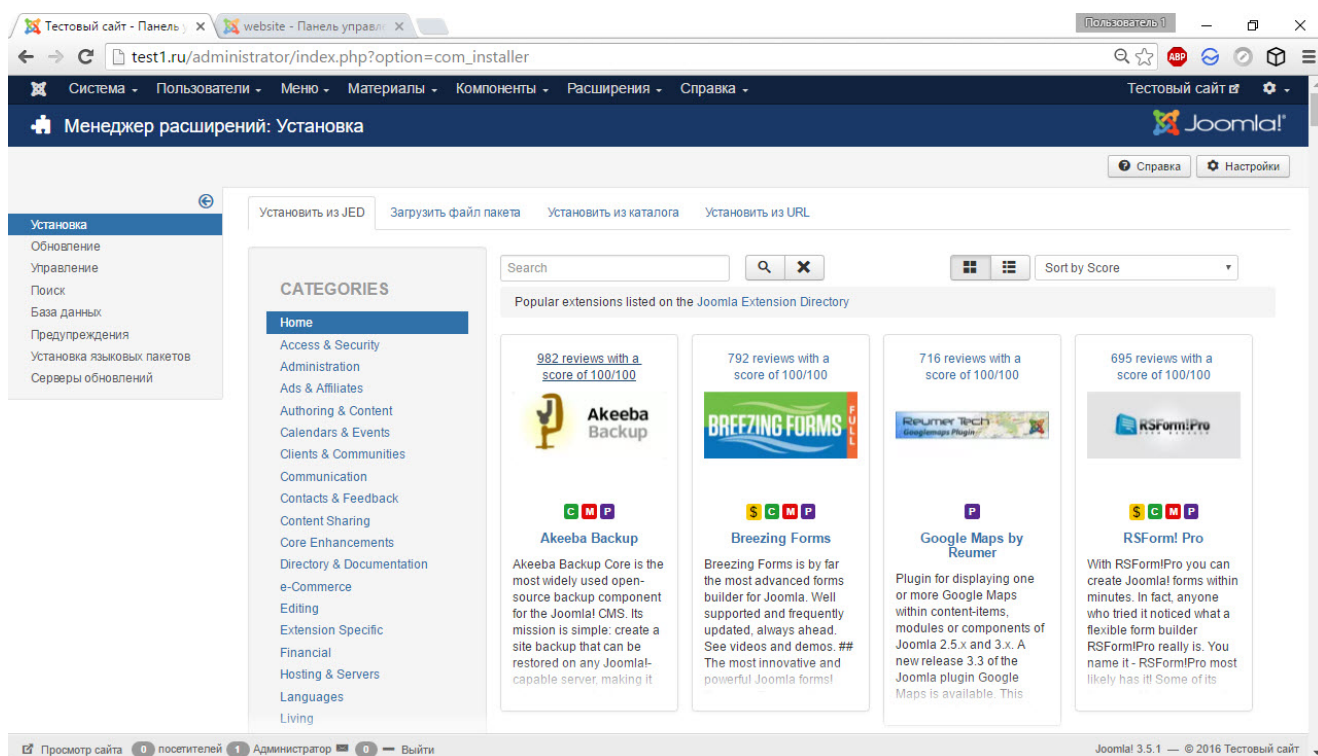 Тестовый сайт - Панель у
website - Панель управл
Пользователь 1
test1.ru/administrator/index.php?option=com_installer
ABP
Система
Пользователи
Меню
Материалы
Компоненты
Расширения
Справка
Тестовый сайт
Менеджер расширений: Установка
Joomla!
Справка
Настройки
Установка
Обновление
Управление
Поиск
База данных
Предупреждения
Установка языковых пакетов
Серверы обновлений
Установить из JED
Загрузить файл пакета
Установить из каталога
Установить из URL
CATEGORIES
Home
Access & Security
Administration
Ads & Affiliates
Authoring & Content
Calendars & Events
Clients & Communities
Communication
Contacts & Feedback
Content Sharing
Core Enhancements
Directory & Documentation
e-Commerce
Editing
Extension Specific
Financial
Hosting & Servers
Languages
Living
Search
Sort by Score
Popular extensions listed on the Joomla Extension Directory
982 reviews with a
score of 100/100
Akeeba
Backup
C M P
Akeeba Backup
Akeeba Backup Core is the
most widely used open-
source backup component
for the Joomla! CMS. Its
mission is simple: create a
site backup that can be
restored on any Joomla!-
capable server, making it
792 reviews with a
score of 100/100
BREEZING FORMS
FULL
$ C M P
Breezing Forms
Breezing Forms is by far
the most advanced forms
builder for Joomla. Well
supported and frequently
updated, always ahead.
See videos and demos. ##
The most innovative and
powerful Joomla forms!
716 reviews with a
score of 100/100
Reumer Tech
Googlemaps Plugin
P
Google Maps by
Reumer
Plugin for displaying one
or more Google Maps
within content-items,
modules or components of
Joomla 2.5.x and 3.x. A
new release 3.3 of the
Joomla plugin Google
Maps is available. This
695 reviews with a
score of 100/100
RSForm!Pro
$ C M P
RSForm! Pro
With RSForm!Pro you can
create Joomla! forms within
minutes. In fact, anyone
who tried it noticed what a
flexible form builder
RSForm!Pro really is. You
name it - RSForm!Pro most
likely has it! Some of its
Просмотр сайта 0 посетителей 1 Администратор 0 Выйти
Joomla! 3.5.1 — © 2016 Тестовый сайт